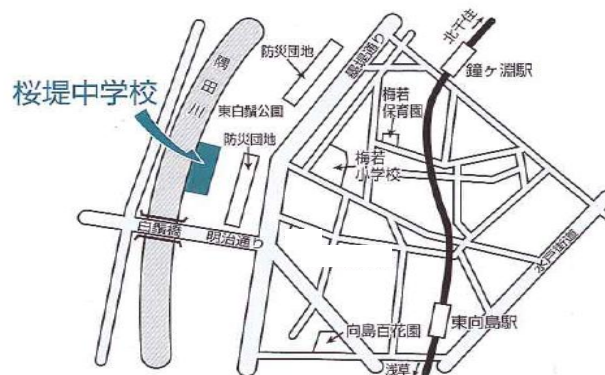 北千住
鐘ヶ淵駅
墨堤通り
防災団地
隅田川
桜堤中学校
東白鬚公園
梅若
保育園
防災団地
梅若
小学校
白鬚橋
明治通り
水戸街道
東向島駅
向島百花園
浅草